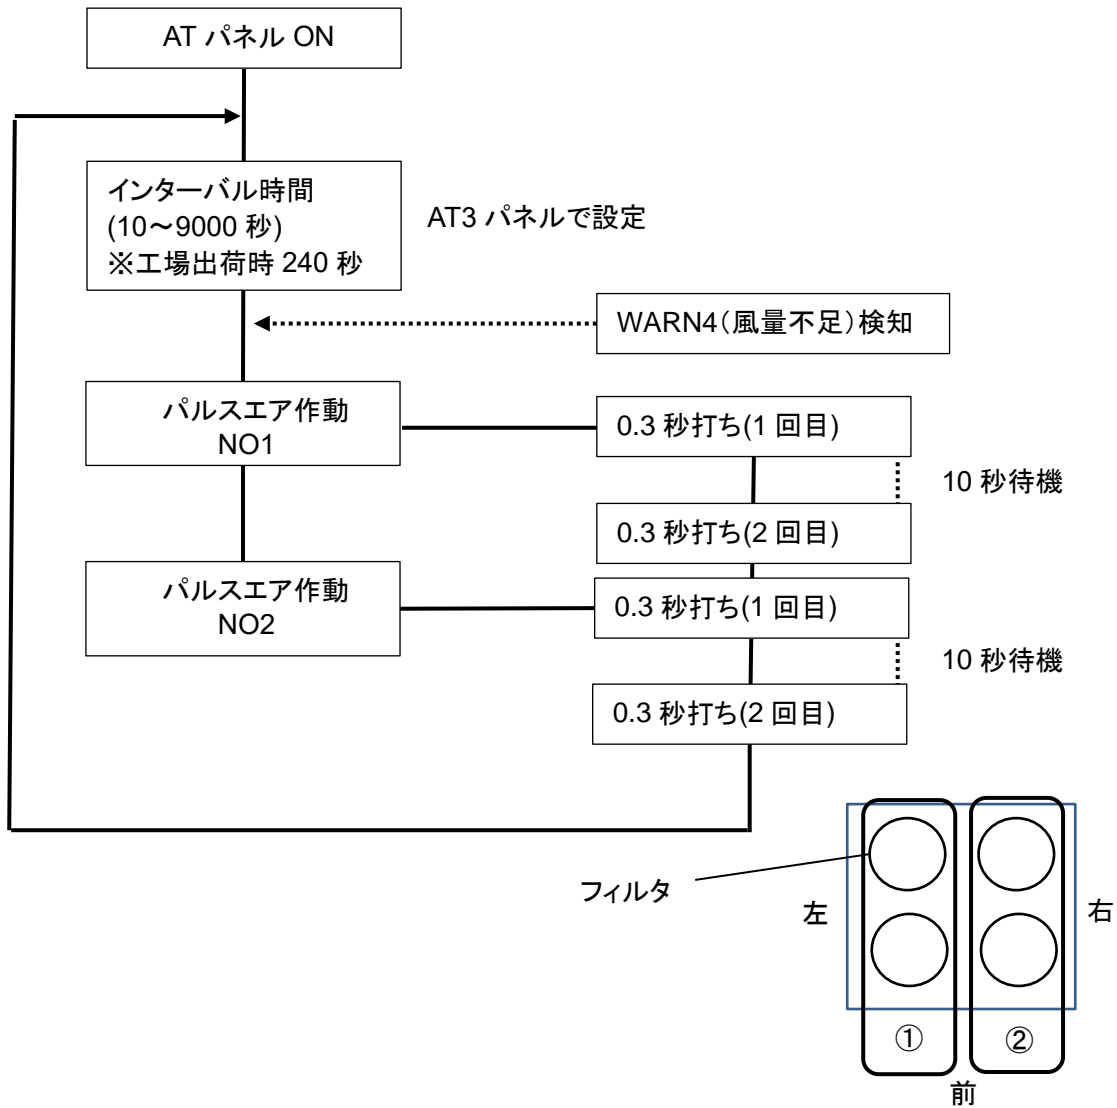 AT パネル ON
インターバル時間
(10～9000 秒)
※工場出荷時 240 秒
AT3 パネルで設定
WARN4（風量不足）検知
パルスエア作動
NO1
0.3 秒打ち(1 回目)
10 秒待機
0.3 秒打ち(2 回目)
パルスエア作動
NO2
0.3 秒打ち(1 回目)
10 秒待機
0.3 秒打ち(2 回目)
フィルタ
左
右
①
②
前